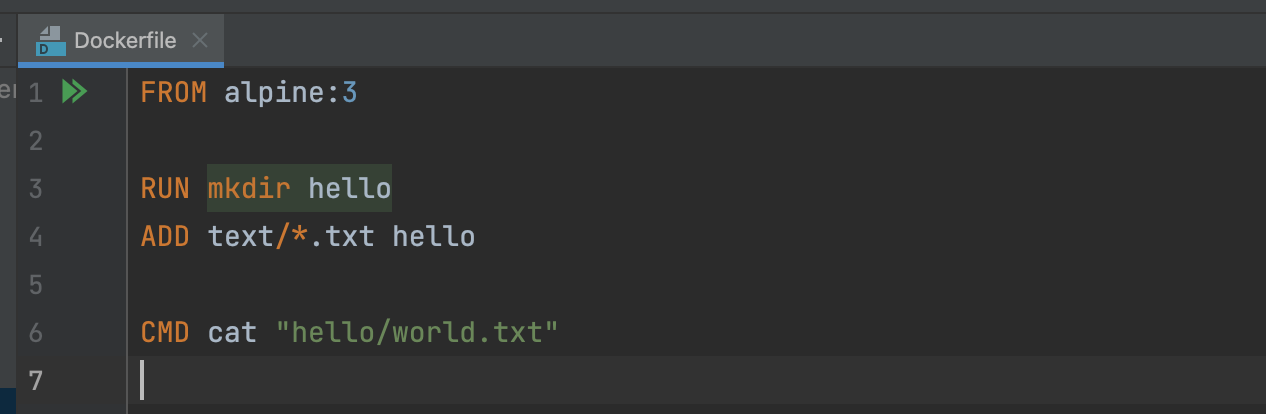 Dockerfile
er
1 FROM alpine:3
2
3 RUN mkdir hello
4 ADD text/*.txt hello
5
6 CMD cat "hello/world.txt"
7